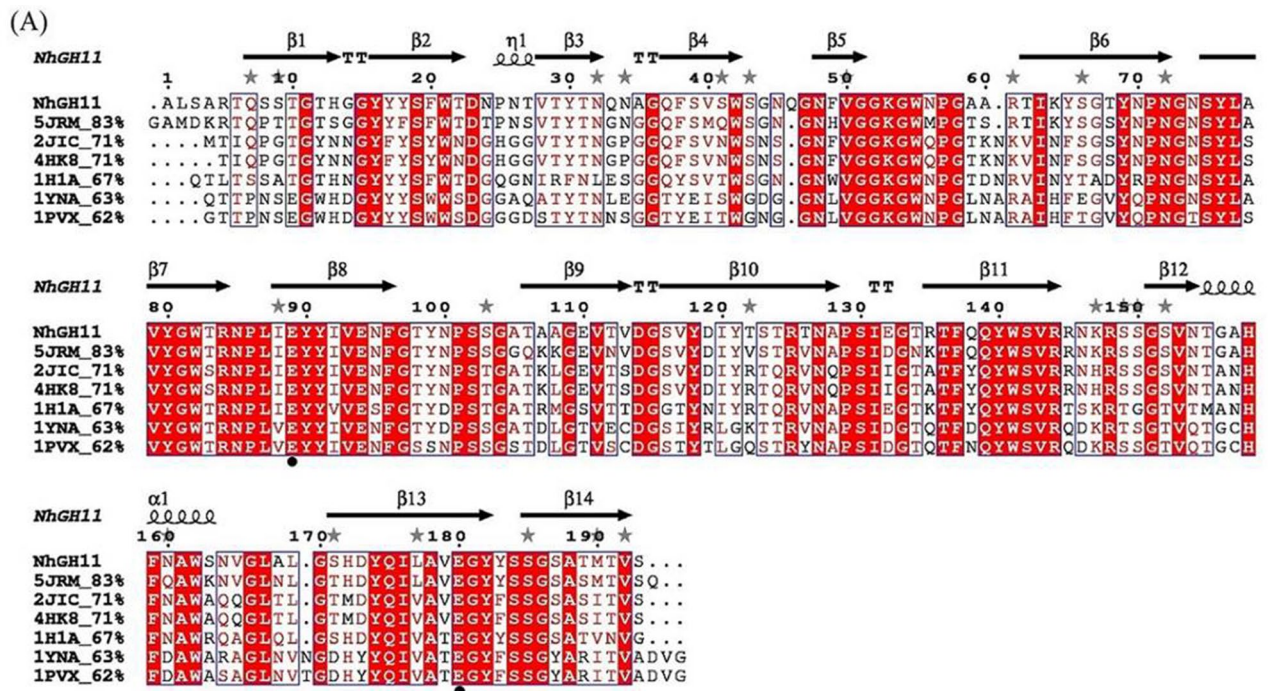 (A)
β1 β2 η1 β3 β4 β5 β6
NhGH11 TT TT
1 10 20 30 40 50 60 70
NhGH11 .ALSARTQSSTGTHGGYYYSFWTDNPNTVTYTNQNAGQFSVSWSGNQGNFVGGKGWNPGAA.RTIKYSGTYNPNGNSYLA
5JRM_83% GAMDKRTQPTTGTSGGYYYSFWTDTPNSVTYTNGNGGQFSMQWSGN.GNHVGGKGWMPGTS.RTIKYSGSYNPNGNSYLA
2JIC_71% ....MTIQPGTGYNNGYFYSYWNDGHGGVTYTNGPGGQFSVNWSNS.GNFVGGKGWQPGTKNKVINFSGSYNPNGNSYLS
4HK8_71% .....TIQPGTGYNNGYFYSYWNDGHGGVTYTNGPGGQFSVNWSNS.GNFVGGKGWQPGTKNKVINFSGSYNPNGNSYLS
1H1A_67% ...QTLTSSATGTHNGYYYSFWTDGQGNIRFNLESGGQYSVTWSGN.GNWVGGKGWNPGTDNRVINYTADYRPNGNSYLA
1YNA_63% ....QTTPNSEGWHDGYYYSWWSDGGAQATYTNLEGGTYEISWGDG.GNLVGGKGWNPGLNARAIHFEGVYQPNGNSYLA
1PVX_62% ....GTTPNSEGWHDGYYYSWWSDGGGDSTYTNNSGGTYEITWGNG.GNLVGGKGWNPGLNARAIHFTGVYQPNGTSYLS
β7 β8 β9 β10 β11 β12
NhGH11 TT TT
80 90 100 110 120 130 140 150
NhGH11 VYGWTRNPLIEYYIVENFGTYNPSSGATAAGEVTVDGSVYDIYTSTRTNAPSIEGTRTFQQYWSVRRNKRSSGSVNTGAH
5JRM_83% VYGWTRNPLIEYYIVENFGTYNPSSGGQKKGEVNVDGSVYDIYVSTRVNAPSIDGNKTFQQYWSVRRNKRSSGSVNTGAH
2JIC_71% VYGWSRNPLIEYYIVENFGTYNPSTGATKLGEVTSDGSVYDIYRTQRVNQPSIIGTATFYQYWSVRRNHRSSGSVNTANH
4HK8_71% VYGWSRNPLIEYYIVENFGTYNPSTGATKLGEVTSDGSVYDIYRTQRVNQPSIIGTATFYQYWSVRRNHRSSGSVNTANH
1H1A_67% VYGWTRNPLIEYYVVESFGTYDPSTGATRMGSVTTDGGTYNIYRTQRVNAPSIEGTKTFYQYWSVRTSKRTGGTVTMANH
1YNA_63% VYGWTRNPLVEYYIVENFGTYDPSSGATDLGTVECDGSIYRLGKTTRVNAPSIDGTQTFDQYWSVRQDKRTSGTVQTGCH
1PVX_62% VYGWTRNPLVEYYIVENFGSSNPSSGSTDLGTVSCDGSTYTLGQSTRYNAPSIDGTQTFNQYWSVRQDKRSSGTVQTGCH
α1 β13 β14
NhGH11
160 170 180 190
NhGH11 FNAWSNVGLAL.GSHDYQILAVEGYYSSGSATMTVS...
5JRM_83% FQAWKNVGLNL.GTHDYQILAVEGYYSSGSASMTVSQ..
2JIC_71% FNAWAQQGLTL.GTMDYQIVAVEGYFSSGSASITVS...
4HK8_71% FNAWAQQGLTL.GTMDYQIVAVEGYFSSGSASITVS...
1H1A_67% FNAWRQAGLQL.GSHDYQIVATEGYYSSGSATVNVG...
1YNA_63% FDAWARAGLNVNGDHYYQIVATEGYFSSGYARITVADVG
1PVX_62% FDAWASAGLNVTGDHYYQIVATEGYFSSGYARITVADVG